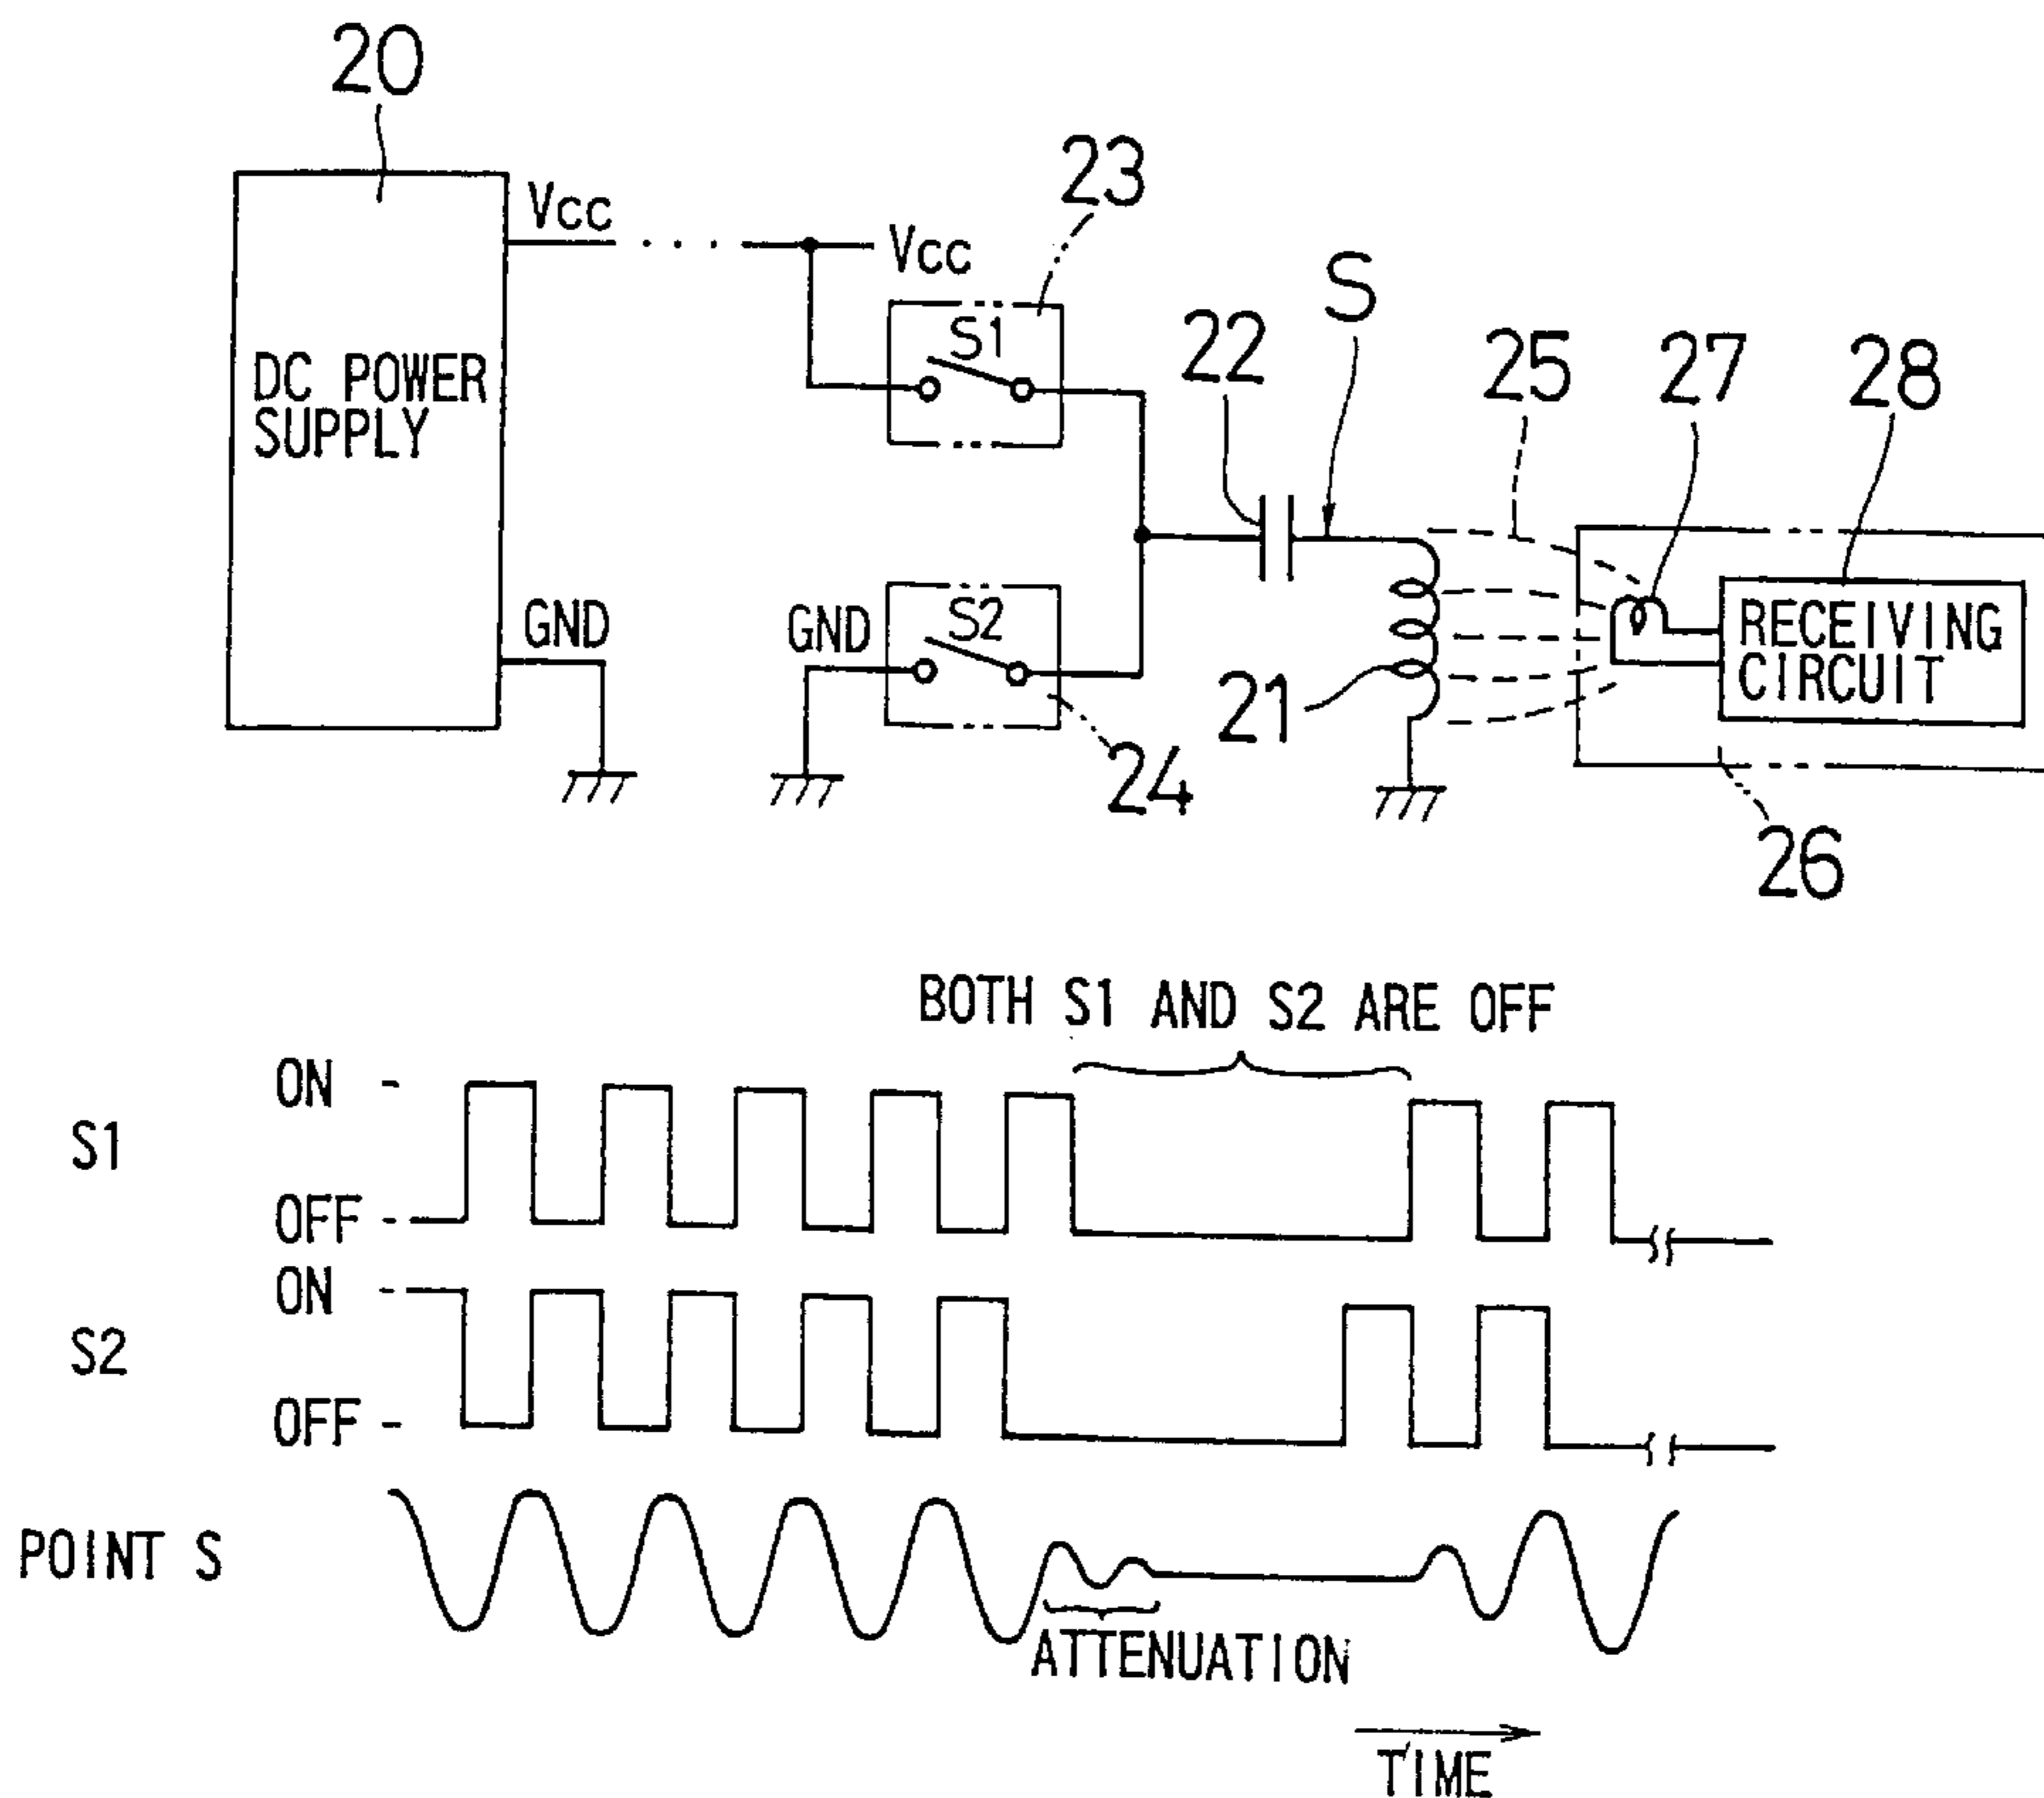 20
Vcc
23
Vcc
S1
22
S
25
27
28
DC POWER
SUPPLY
GND
GND
S2
21
24
RECEIVING
CIRCUIT
26
BOTH S1 AND S2 ARE OFF
ON
S1
OFF
ON
S2
OFF
POINT S
ATTENUATION
TIME